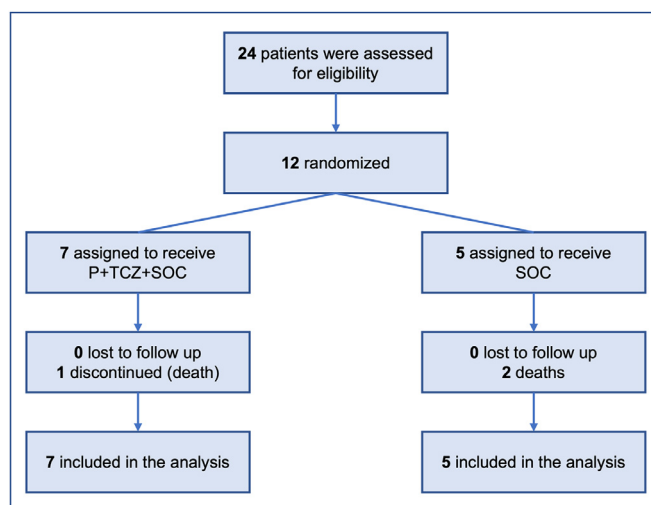 24 patients were assessed
for eligibility
12 randomized
7 assigned to receive
P+TCZ+SOC
5 assigned to receive
SOC
0 lost to follow up
1 discontinued (death)
0 lost to follow up
2 deaths
7 included in the analysis
5 included in the analysis